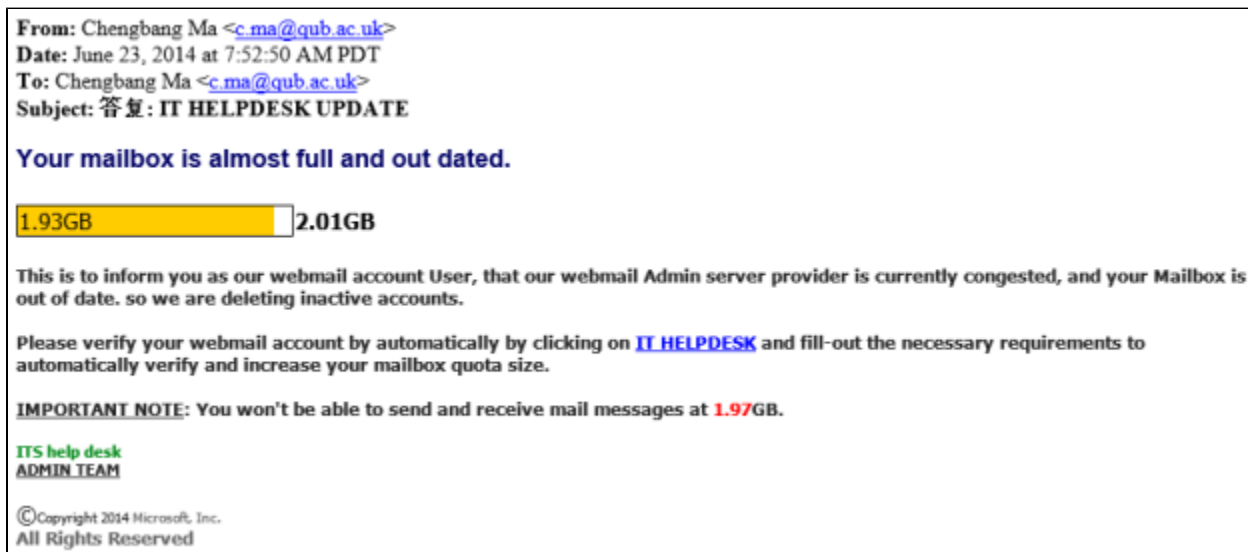 From: Chengbang Ma <c.ma@qub.ac.uk>
Date: June 23, 2014 at 7:52:50 AM PDT
To: Chengbang Ma <c.ma@qub.ac.uk>
Subject: 答复: IT HELPDESK UPDATE
Your mailbox is almost full and out dated.
1.93GB 2.01GB
This is to inform you as our webmail account User, that our webmail Admin server provider is currently congested, and your Mailbox is
out of date. so we are deleting inactive accounts.
Please verify your webmail account by automatically by clicking on IT HELPDESK and fill-out the necessary requirements to
automatically verify and increase your mailbox quota size.
IMPORTANT NOTE: You won't be able to send and receive mail messages at 1.97GB.
ITS help desk
ADMIN TEAM
©Copyright 2014 Microsoft, Inc.
All Rights Reserved